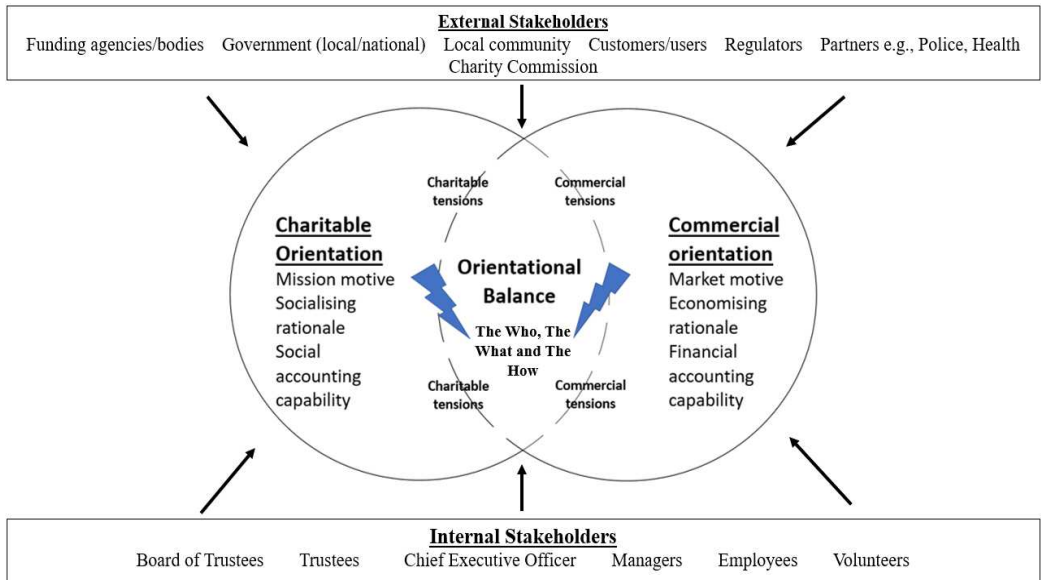 External Stakeholders
Funding agencies/bodies Government (local/national) Local community Customers/users Regulators Partners e.g., Police, Health
Charity Commission
Charitable
tensions
Commercial
tensions
Charitable
Orientation
Mission motive
Socialising
rationale
Social
accounting
capability
Orientational
Balance
The Who, The
What and The
How
Commercial
orientation
Market motive
Economising
rationale
Financial
accounting
capability
Charitable
tensions
Commercial
tensions
Internal Stakeholders
Board of Trustees Trustees Chief Executive Officer Managers Employees Volunteers